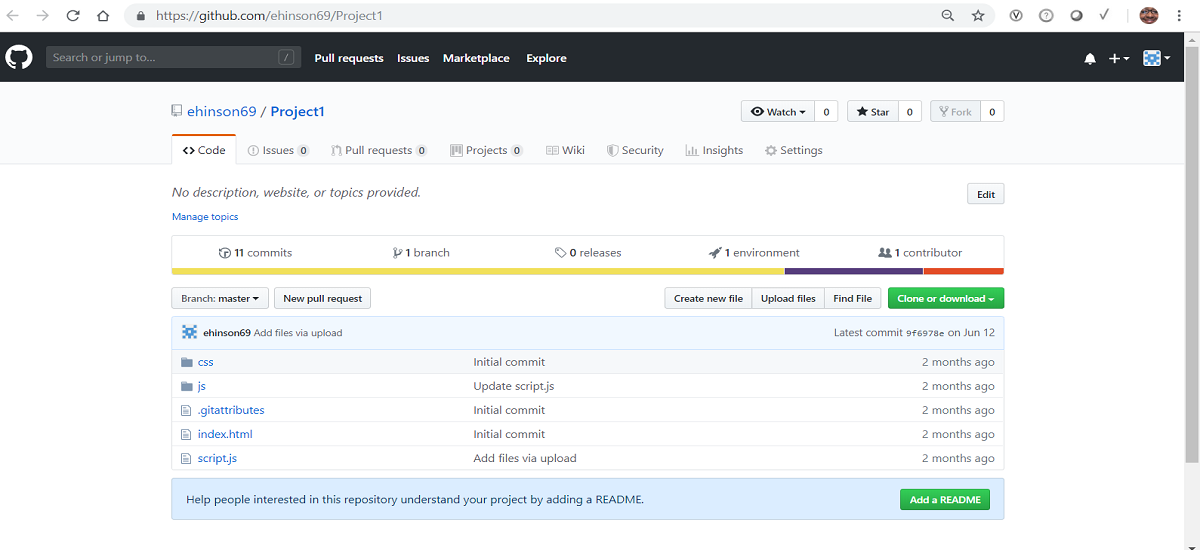 https://github.com/ehinson69/Project1
Search or jump to... / Pull requests Issues Marketplace Explore
ehinson69 / Project1 Watch 0 Star 0 Fork 0
Code Issues 0 Pull requests 0 Projects 0 Wiki Security Insights Settings
No description, website, or topics provided. Edit
Manage topics
11 commits 1 branch 0 releases 1 environment 1 contributor
Branch: master New pull request Create new file Upload files Find File Clone or download
ehinson69 Add files via upload Latest commit 9f6978e on Jun 12
css Initial commit 2 months ago
js Update script.js 2 months ago
.gitattributes Initial commit 2 months ago
index.html Initial commit 2 months ago
script.js Add files via upload 2 months ago
Help people interested in this repository understand your project by adding a README. Add a README